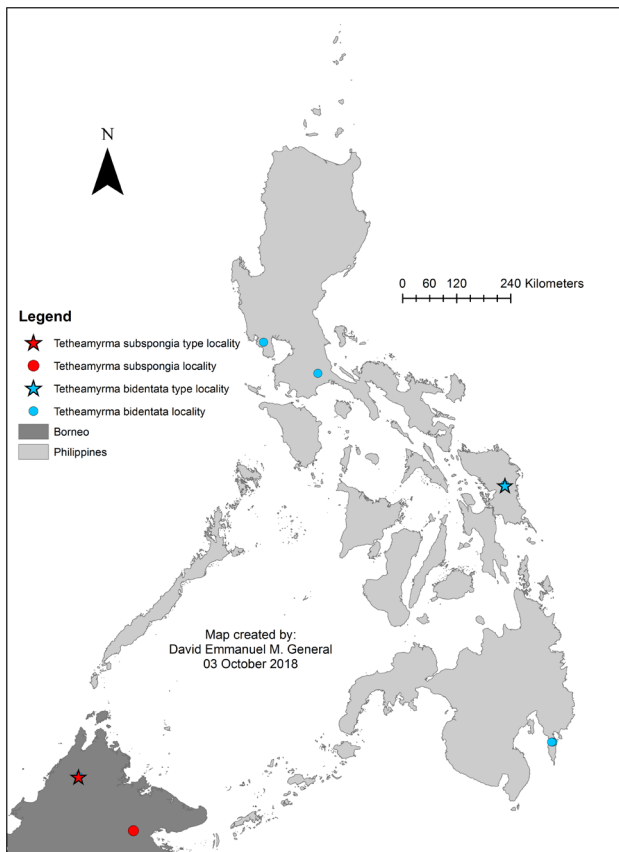 N
0 60 120 240 Kilometers
Legend
Tetheamyrma subspongia type locality
Tetheamyrma subspongia locality
Tetheamyrma bidentata type locality
Tetheamyrma bidentata locality
Borneo
Philippines
Map created by:
David Emmanuel M. General
03 October 2018